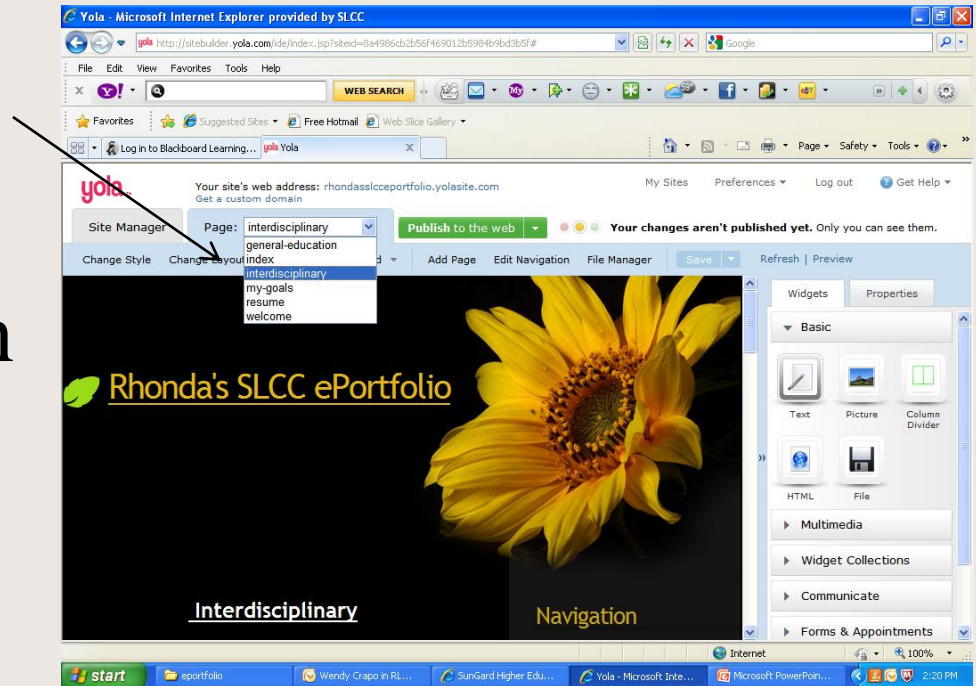 Yola - Microsoft Internet Explorer provided by SLCC
yola http://sitebuilder.yola.com/ide/index.jsp?siteid=8a4986cb2b56f469012b5984b9bd3b5f# Google
File Edit View Favorites Tools Help
x Y! WEB SEARCH My 59° f eBY
Favorites Suggested Sites Free Hotmail Web Slice Gallery
Log in to Blackboard Learning... yola Yola x Page Safety Tools
yola Your site's web address: rhondasslcceportfolio.yolasite.com My Sites Preferences Log out Get Help
Get a custom domain
Site Manager Page: interdisciplinary Publish to the web Your changes aren't published yet. Only you can see them.
Change Style Change Layout d Add Page Edit Navigation File Manager Save Refresh | Preview
general-education
index
interdisciplinary
my-goals
resume
welcome
Widgets Properties
Basic
Text Picture Column Divider
HTML File
Multimedia
Widget Collections
Communicate
Forms & Appointments
n
Rhonda's SLCC ePortfolio
Interdisciplinary
Navigation
Internet 100%
start eportfolio Wendy Crapo in RL... SunGard Higher Edu... Yola - Microsoft Inte... Microsoft PowerPoin... 2:20 PM